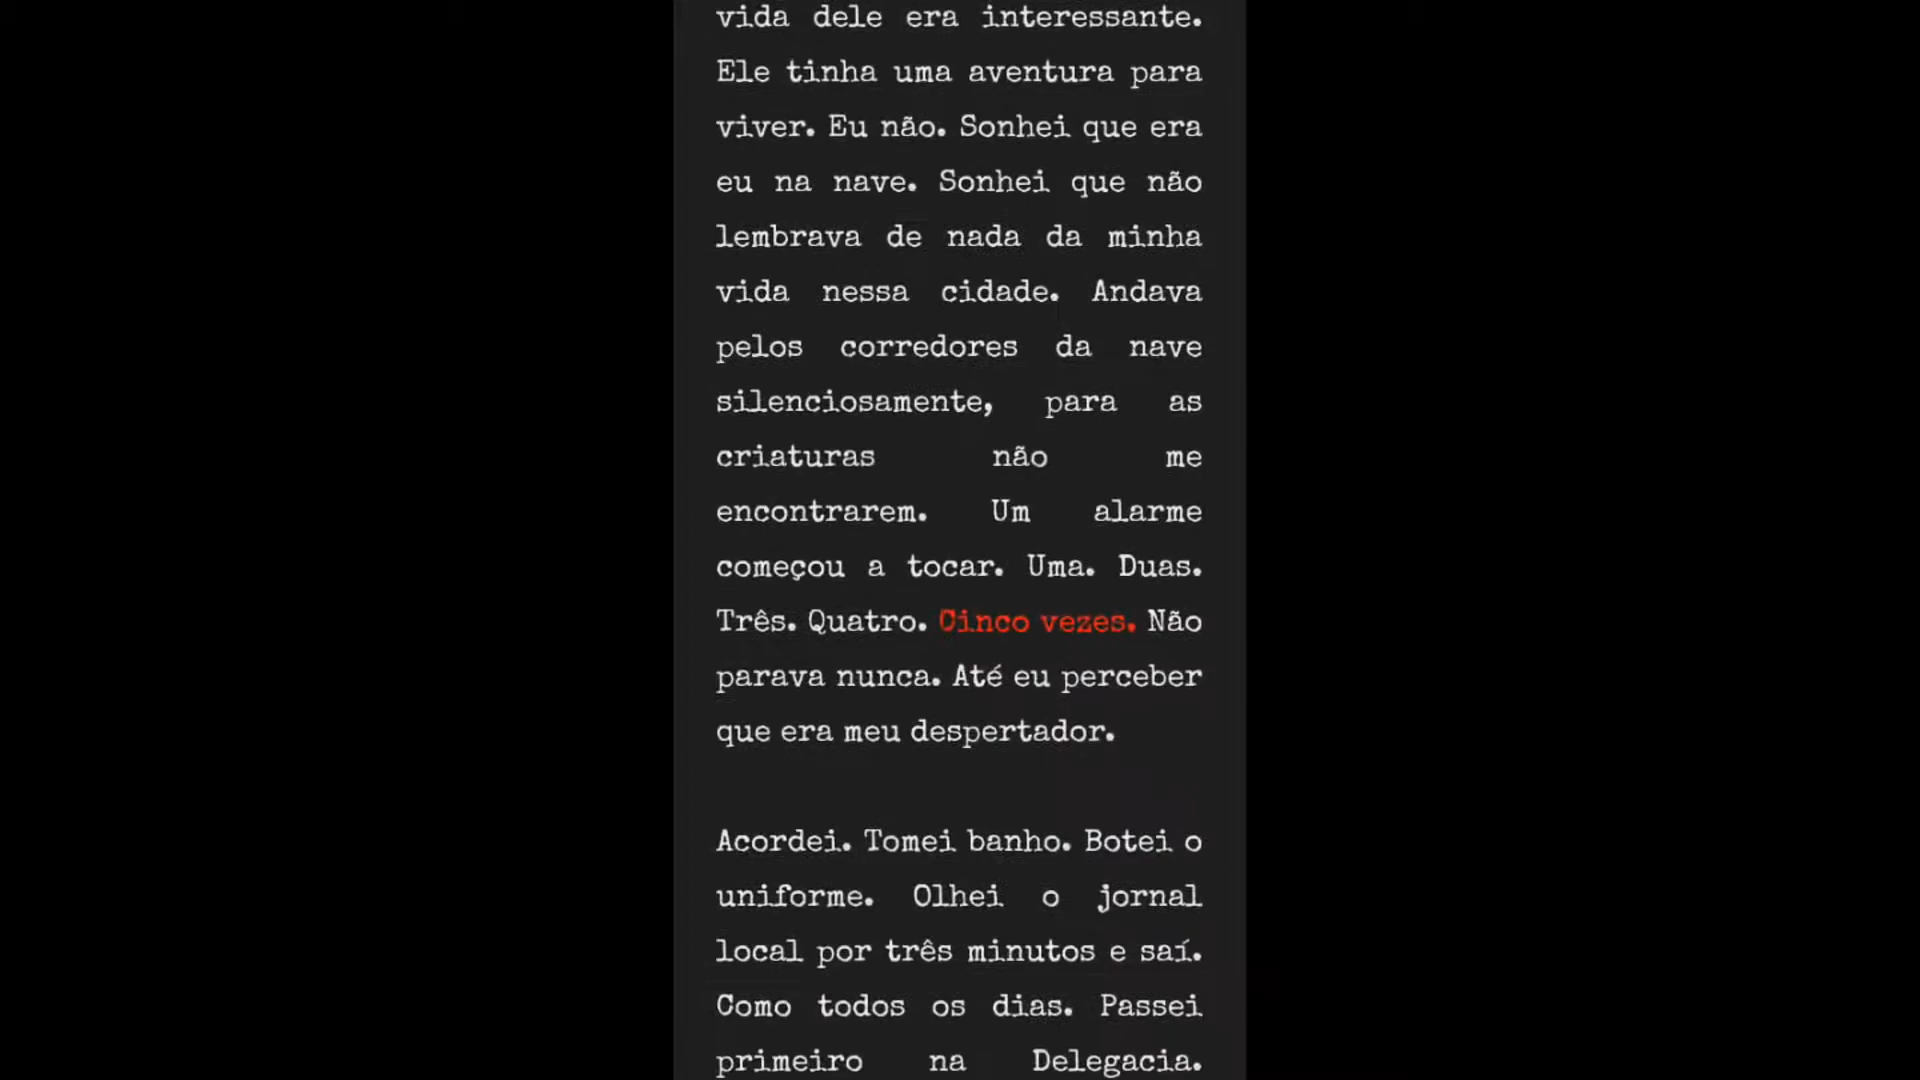 vida dele era interessante.
Ele tinha uma aventura para
viver. Eu não. Sonhei que era
eu na nave. Sonhei que não
lembrava de nada da minha
vida nessa cidade. Andava
pelos corredores da nave
silenciosamente, para as
criaturas não me
encontrarem. Um alarme
começou a tocar. Uma. Duas.
Três. Quatro. Cinco vezes. Não
parava nunca. Até eu perceber
que era meu despertador.
Acordei. Tomei banho. Botei o
uniforme. Olhei o jornal
local por três minutos e saí.
Como todos os dias. Passei
primeiro na Delegacia.